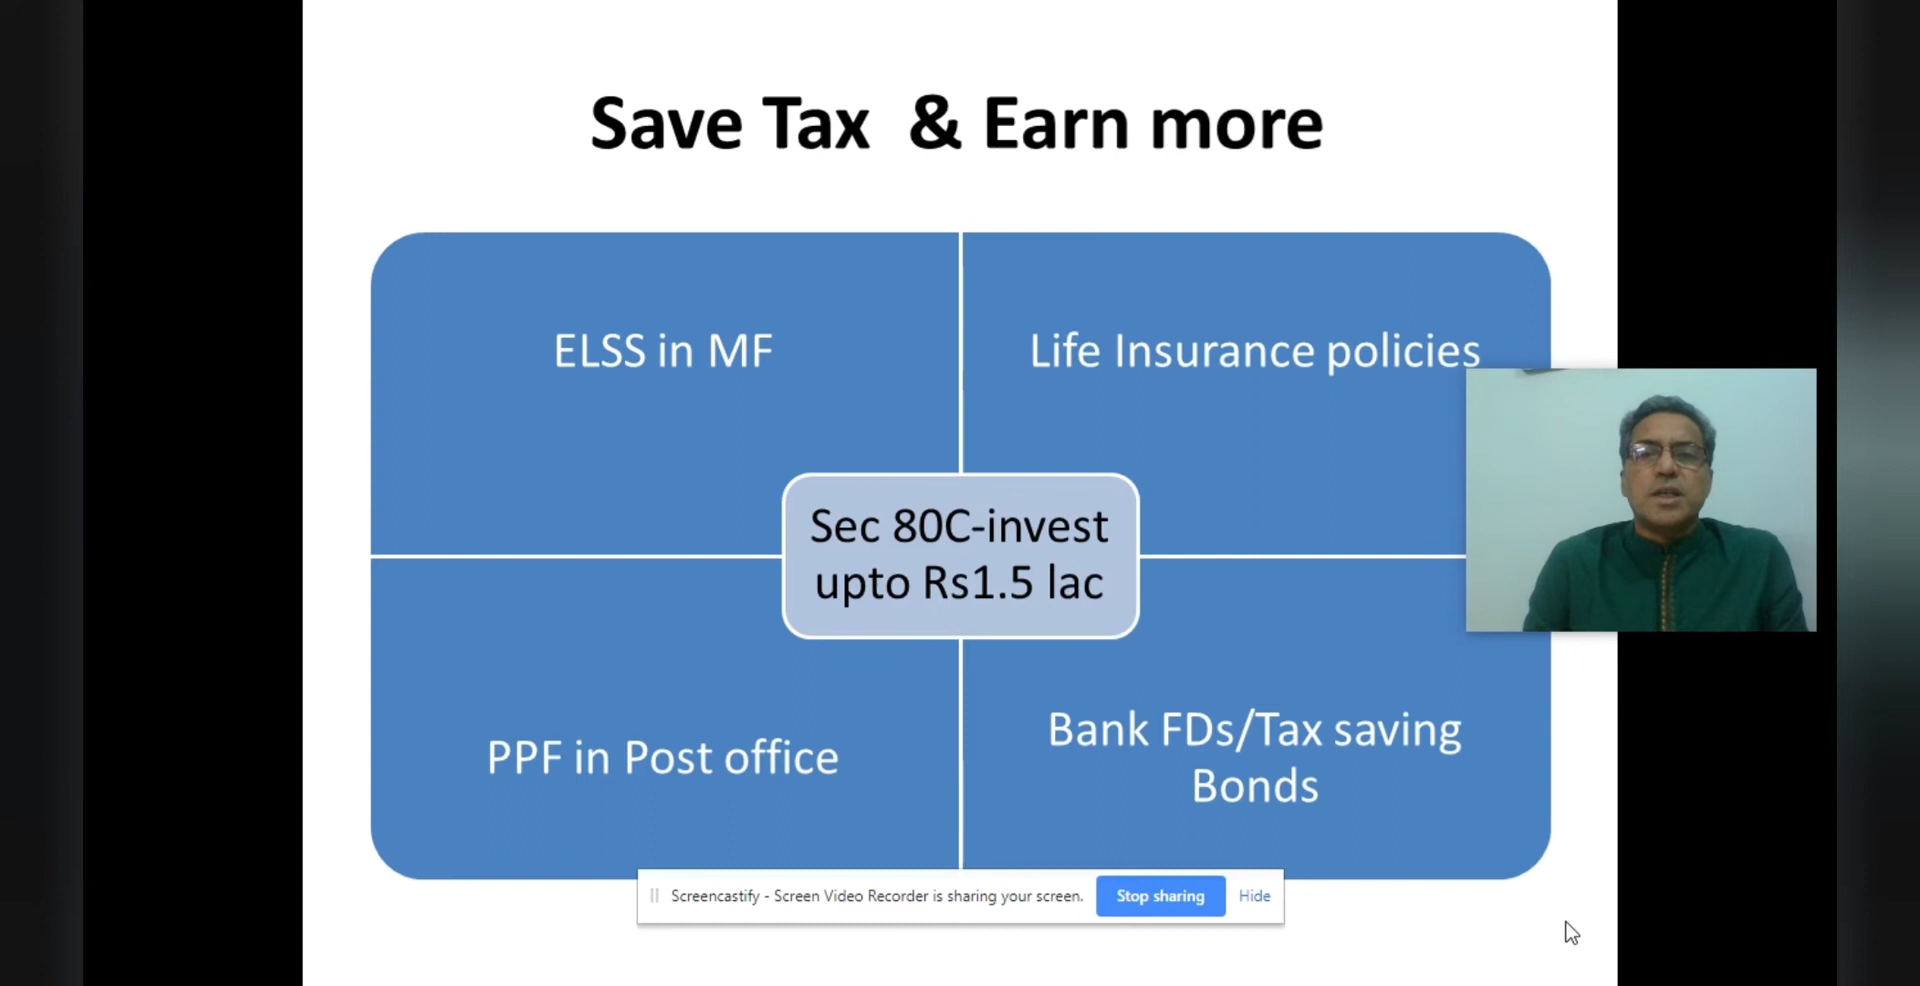 Save Tax & Earn more
ELSS in MF
Life Insurance policies
Sec 80C-invest
upto Rs1.5 lac
PPF in Post office
Bank FDs/Tax saving
Bonds
Screencastify - Screen Video Recorder is sharing your screen.
Stop sharing
Hide